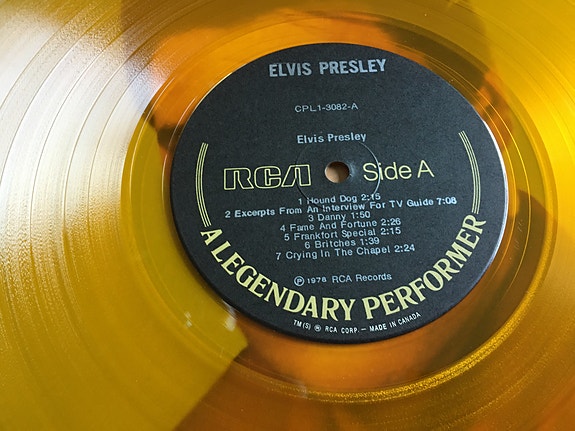 ELVIS PRESLEY
CPL1-3082-A
Elvis Presley
RCA Side A
1 Hound Dog 2:15
2 Excerpts From An Interview For TV Guide 7:08
3 Danny 1:50
4 Fame And Fortune 2:26
5 Frankfort Special 2:15
6 Britches 1:39
7 Crying In The Chapel 2:24
℗ 1978 RCA Records
A LEGENDARY PERFORMER
TM(S) ® RCA CORP. — MADE IN CANADA